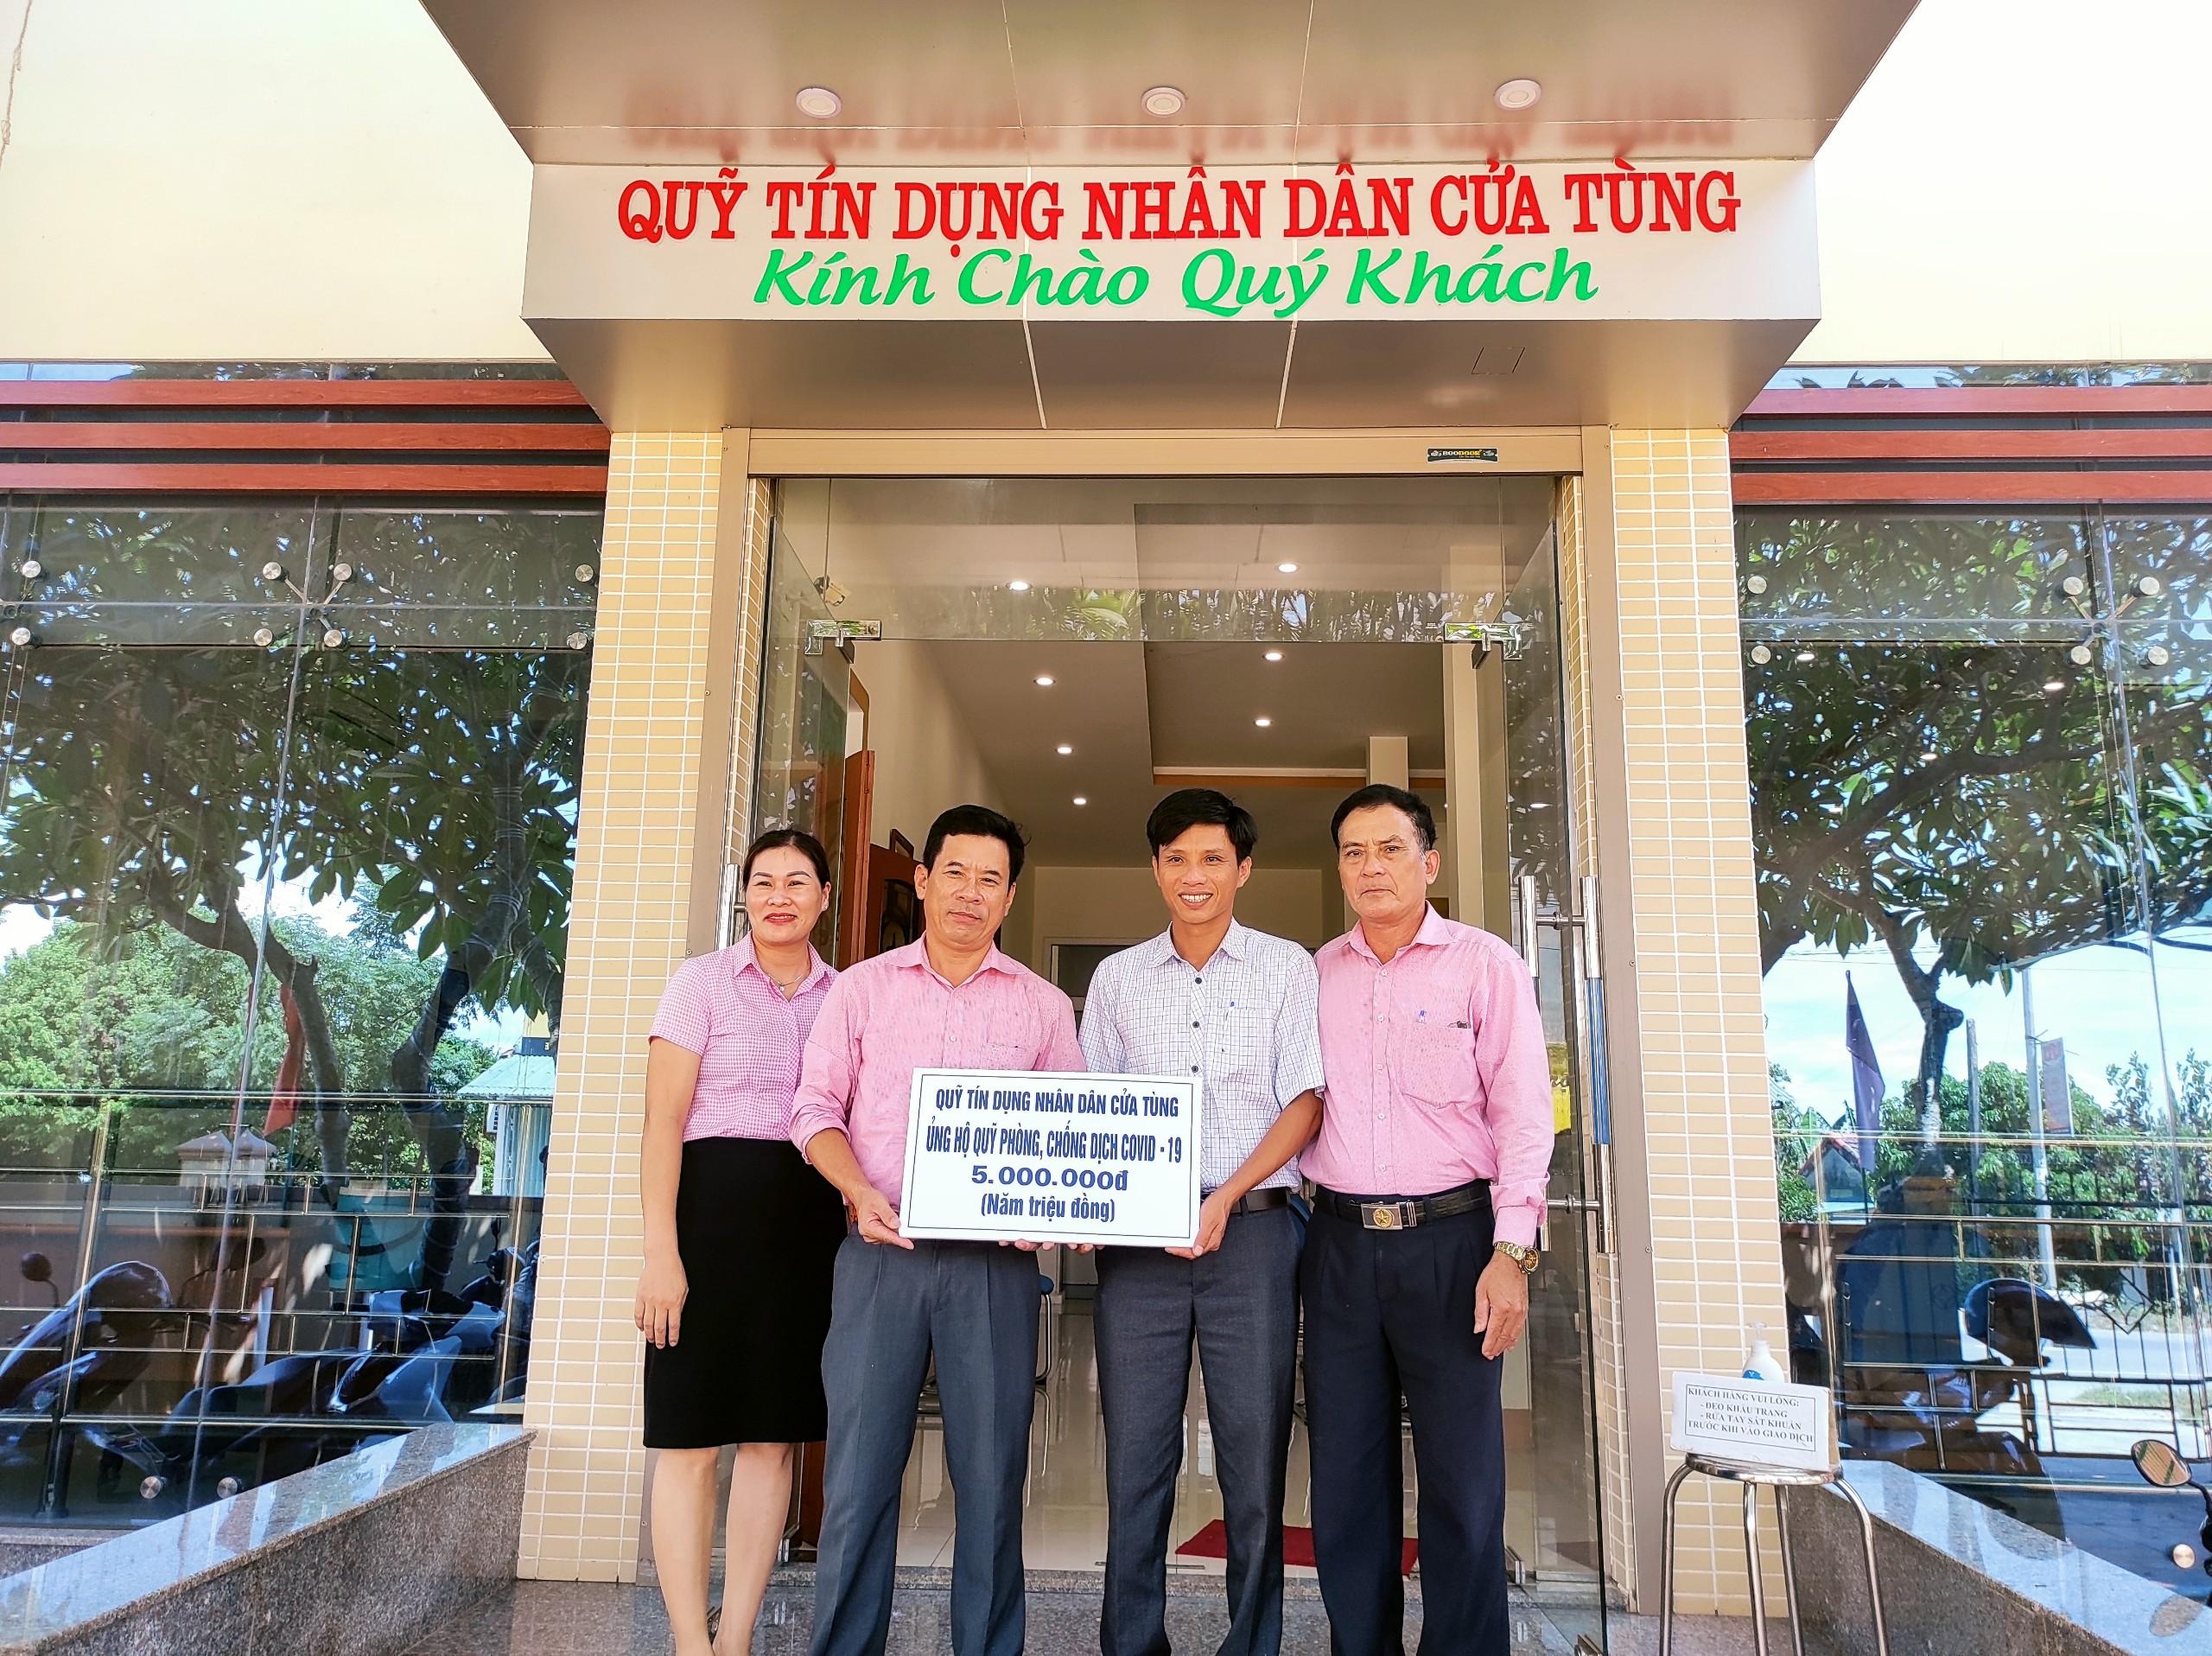 QUỸ TÍN DỤNG NHÂN DÂN CỬA TÙNG
Kính Chào Quý Khách
QUỸ TÍN DỤNG NHÂN DÂN CỬA TÙNG
ỦNG HỘ QUỸ PHÒNG, CHỐNG DỊCH COVID - 19
5.000.000đ
(Năm triệu đồng)
KHÁCH HÀNG VUI LÒNG:
- ĐEO KHẨU TRANG
- RỬA TAY SÁT KHUẨN
TRƯỚC KHI VÀO GIAO DỊCH